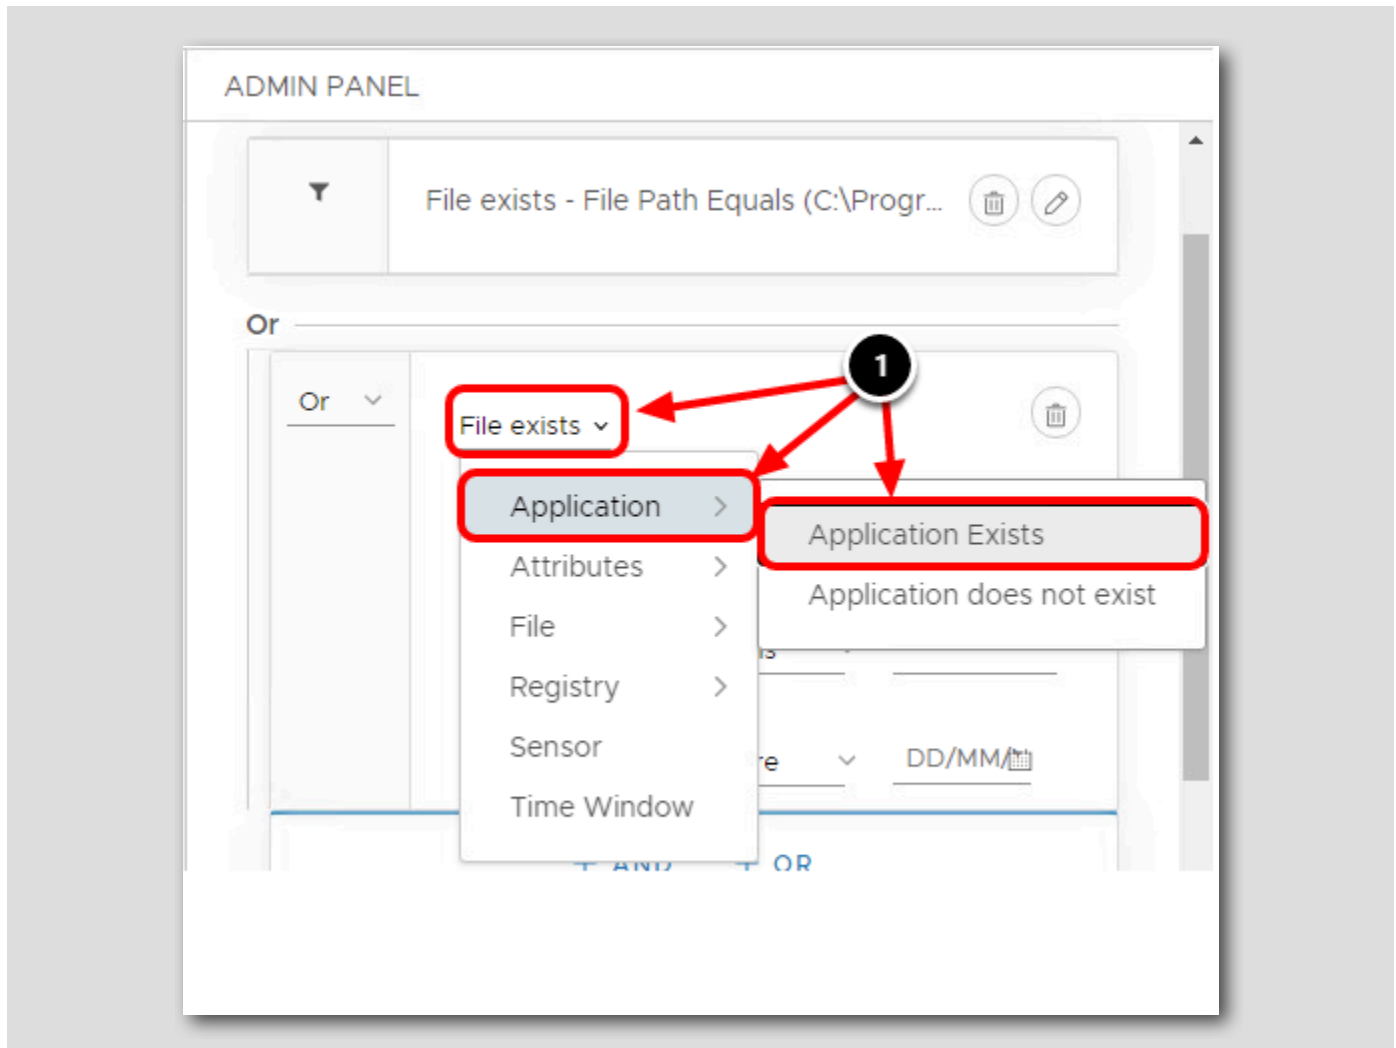 ADMIN PANEL
File exists - File Path Equals (C:\Progr...
Or
Or
1
File exists
Application
Application Exists
Attributes
Application does not exist
File
Registry
Sensor
DD/MM/
Time Window
+ AND + OR